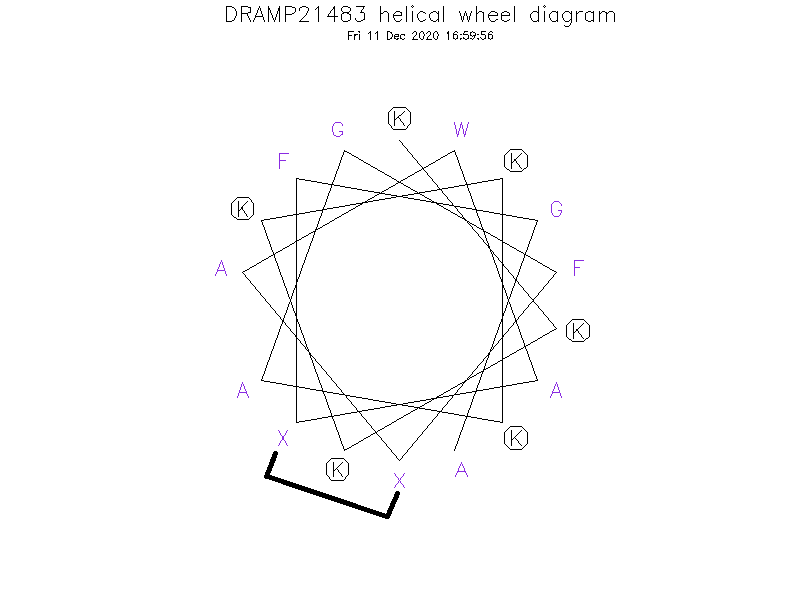 DRAMP21483 helical wheel diagram
Fri 11 Dec 2020 16:59:56
K
G W
F K
K G
A F
K
A A
X K
K X A